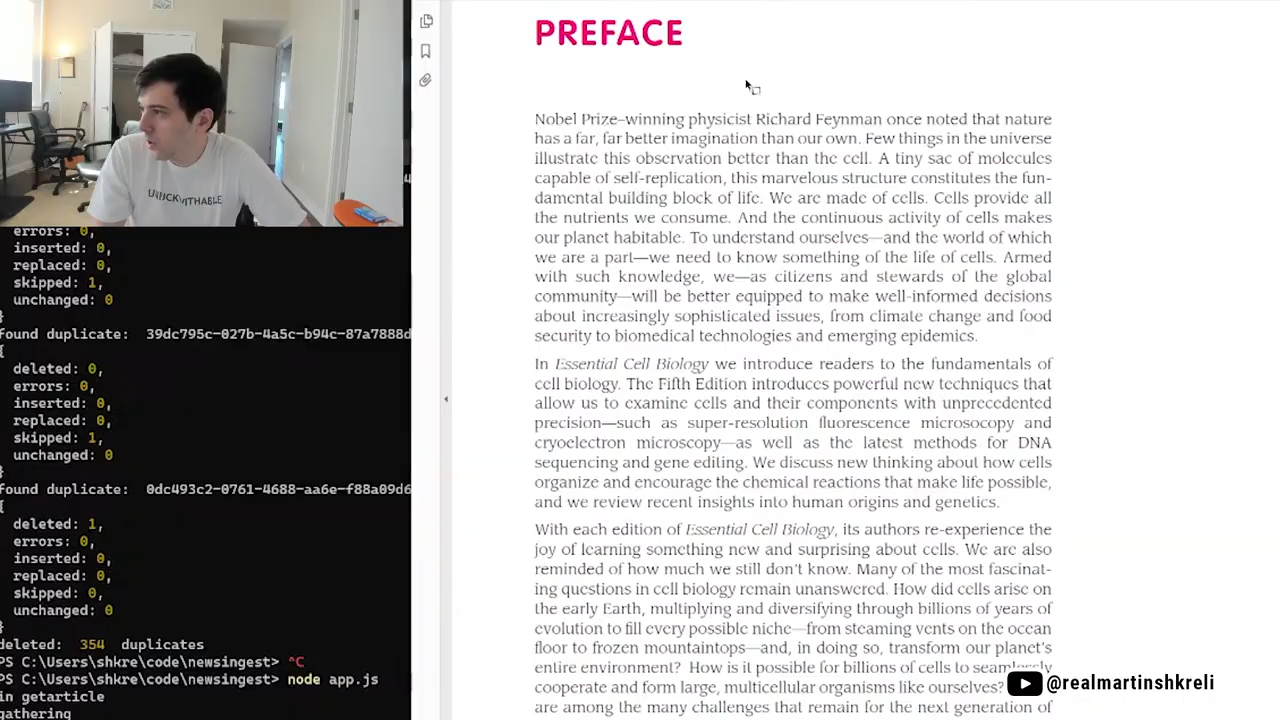 UNFUCKWITHABLE
errors: 0,
inserted: 0,
replaced: 0,
skipped: 1,
unchanged: 0
}
found duplicate:  39dc795c-027b-4a5c-b94c-87a7888d
{
deleted: 0,
errors: 0,
inserted: 0,
replaced: 0,
skipped: 1,
unchanged: 0
}
found duplicate:  0dc493c2-0761-4688-aa6e-f88a09d6
{
deleted: 1,
errors: 0,
inserted: 0,
replaced: 0,
skipped: 0,
unchanged: 0
}
deleted:  354  duplicates
PS C:\Users\shkre\code\newsingest> ^C
PS C:\Users\shkre\code\newsingest> node app.js
in getarticle
gathering
PREFACE
Nobel Prize–winning physicist Richard Feynman once noted that nature
has a far, far better imagination than our own. Few things in the universe
illustrate this observation better than the cell. A tiny sac of molecules
capable of self-replication, this marvelous structure constitutes the fun-
damental building block of life. We are made of cells. Cells provide all
the nutrients we consume. And the continuous activity of cells makes
our planet habitable. To understand ourselves—and the world of which
we are a part—we need to know something of the life of cells. Armed
with such knowledge, we—as citizens and stewards of the global
community—will be better equipped to make well-informed decisions
about increasingly sophisticated issues, from climate change and food
security to biomedical technologies and emerging epidemics.
In Essential Cell Biology we introduce readers to the fundamentals of
cell biology. The Fifth Edition introduces powerful new techniques that
allow us to examine cells and their components with unprecedented
precision—such as super-resolution fluorescence microsocopy and
cryoelectron microscopy—as well as the latest methods for DNA
sequencing and gene editing. We discuss new thinking about how cells
organize and encourage the chemical reactions that make life possible,
and we review recent insights into human origins and genetics.
With each edition of Essential Cell Biology, its authors re-experience the
joy of learning something new and surprising about cells. We are also
reminded of how much we still don't know. Many of the most fascinat-
ing questions in cell biology remain unanswered. How did cells arise on
the early Earth, multiplying and diversifying through billions of years of
evolution to fill every possible niche—from steaming vents on the ocean
floor to frozen mountaintops—and, in doing so, transform our planet's
entire environment? How is it possible for billions of cells to seamlessly
cooperate and form large, multicellular organisms like ourselves?
are among the many challenges that remain for the next generation of
@realmartinshkreli